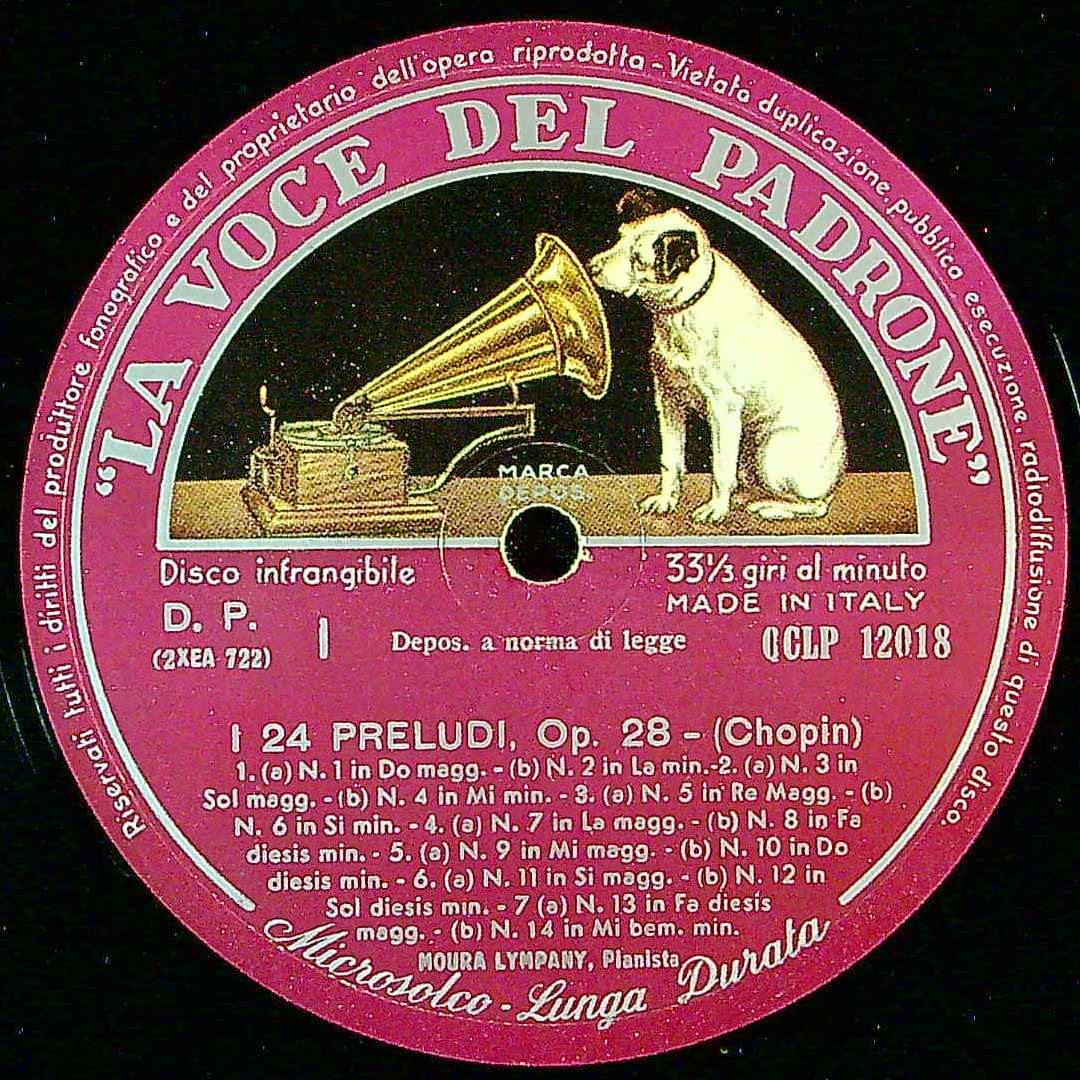 Riservati tutti i diritti del produttore fonografico e del proprietario dell'opera riprodotta - Vietata duplicazione, pubblica esecuzione, radiodiffusione di questo disco.
"LA VOCE DEL PADRONE"
MARCA
DEPOS
Disco infrangibile
33⅓ giri al minuto
D. P.
MADE IN ITALY
(2XEA 722)
I
Depos. a norma di legge
QCLP 12018
I 24 PRELUDI, Op. 28 - (Chopin)
1. (a) N. 1 in Do magg. - (b) N. 2 in La min.-2. (a) N. 3 in
Sol magg. - (b) N. 4 in Mi min. - 3. (a) N. 5 in Re Magg. - (b)
N. 6 in Si min. - 4. (a) N. 7 in La magg. - (b) N. 8 in Fa
diesis min. - 5. (a) N. 9 in Mi magg. - (b) N. 10 in Do
diesis min. - 6. (a) N. 11 in Si magg. - (b) N. 12 in
Sol diesis min. - 7 (a) N. 13 in Fa diesis
magg. - (b) N. 14 in Mi bem. min.
MOURA LYMPANY, Pianista
Microsolco - Lunga Durata